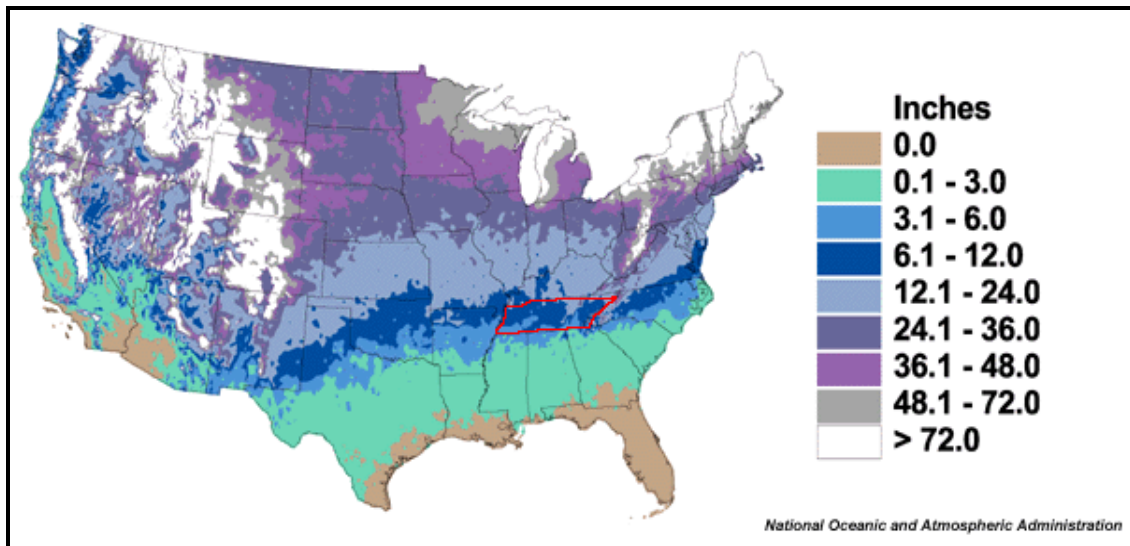 Inches
0.0
0.1 - 3.0
3.1 - 6.0
6.1 - 12.0
12.1 - 24.0
24.1 - 36.0
36.1 - 48.0
48.1 - 72.0
> 72.0
National Oceanic and Atmospheric Administration